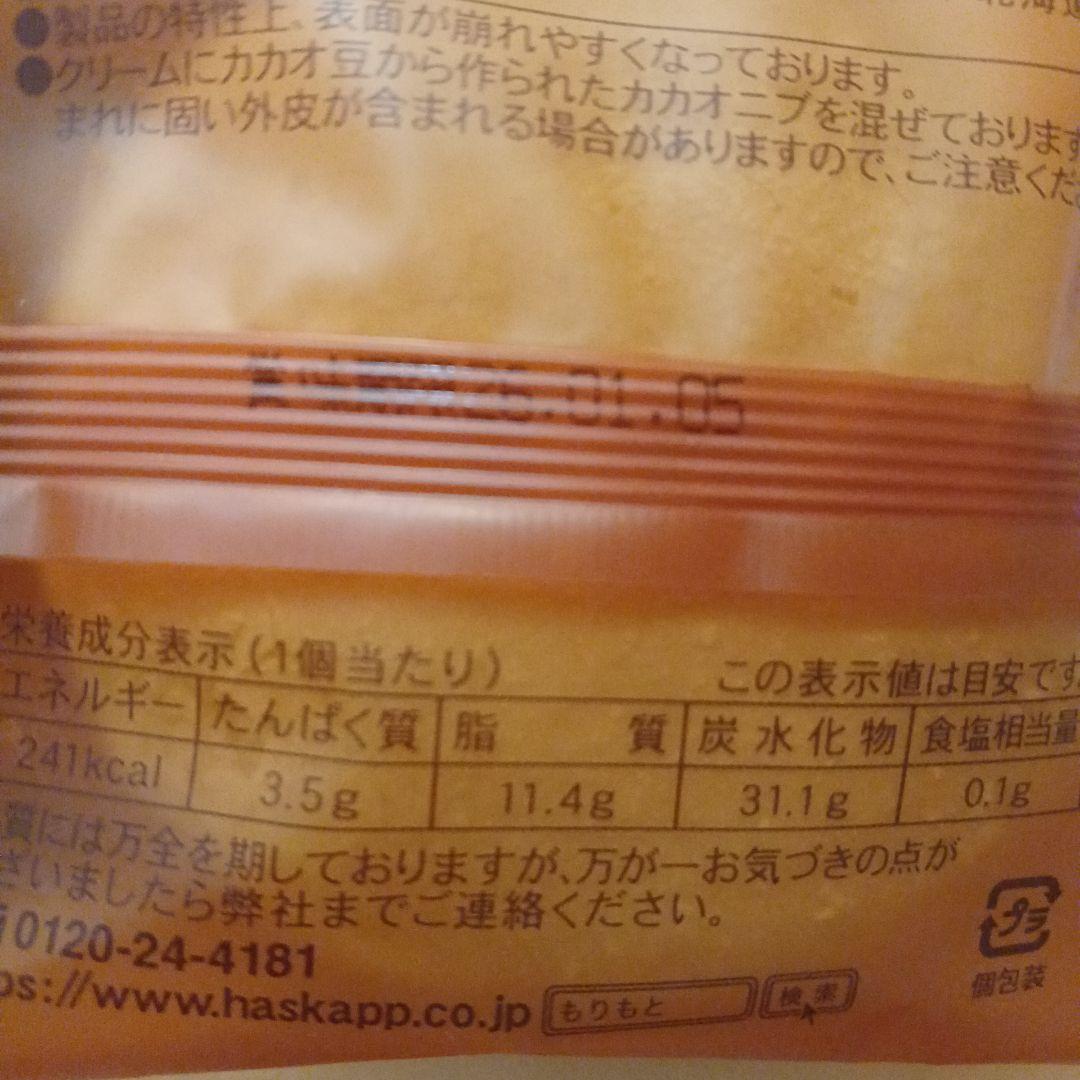 ●製品の特性上、表面が崩れやすくなっております。
●クリームにカカオ豆から作られたカカオニブを混ぜております
まれに固い外皮が含まれる場合がありますので、ご注意くだ
賞味期限26.01.05
栄養成分表示(1個当たり) この表示値は目安です
エネルギー たんぱく質 脂質 炭水化物 食塩相当量
241kcal 3.5g 11.4g 31.1g 0.1g
質には万全を期しておりますが、万が一お気づきの点が
ざいましたら弊社までご連絡ください。
0120-24-4181
ps://www.haskapp.co.jp もりもと 検索
プラ
個包装